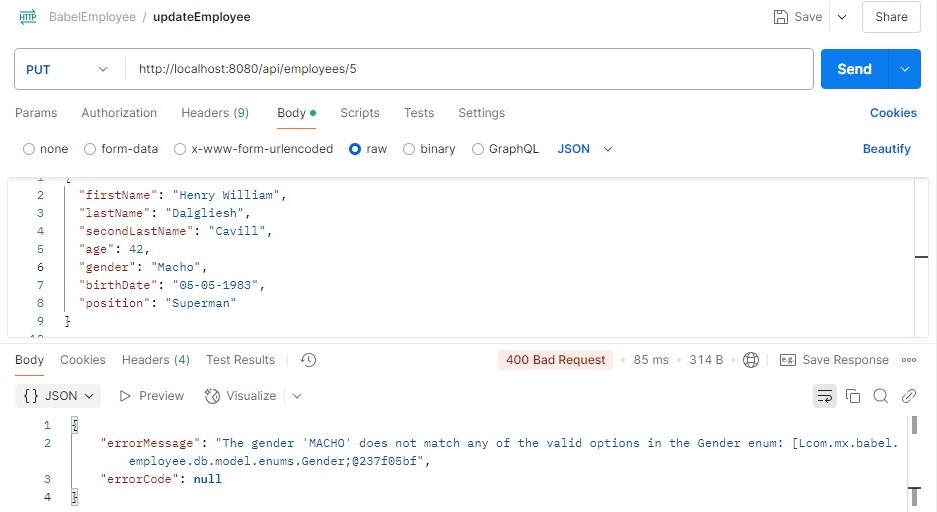 HTTP BabelEmployee / updateEmployee Save Share
PUT http://localhost:8080/api/employees/5 Send
Params Authorization Headers (9) Body Scripts Tests Settings Cookies
none form-data x-www-form-urlencoded raw binary GraphQL JSON Beautify
2 "firstName": "Henry William",
3 "lastName": "Dalgliesh",
4 "secondLastName": "Cavill",
5 "age": 42,
6 "gender": "Macho",
7 "birthDate": "05-05-1983",
8 "position": "Superman"
9 }
Body Cookies Headers (4) Test Results 400 Bad Request • 85 ms • 314 B • e.g. Save Response
{} JSON Preview Visualize
1 {
2 "errorMessage": "The gender 'MACHO' does not match any of the valid options in the Gender enum: [Lcom.mx.babel.
employee.db.model.enums.Gender;@237f05bf",
3 "errorCode": null
4 }